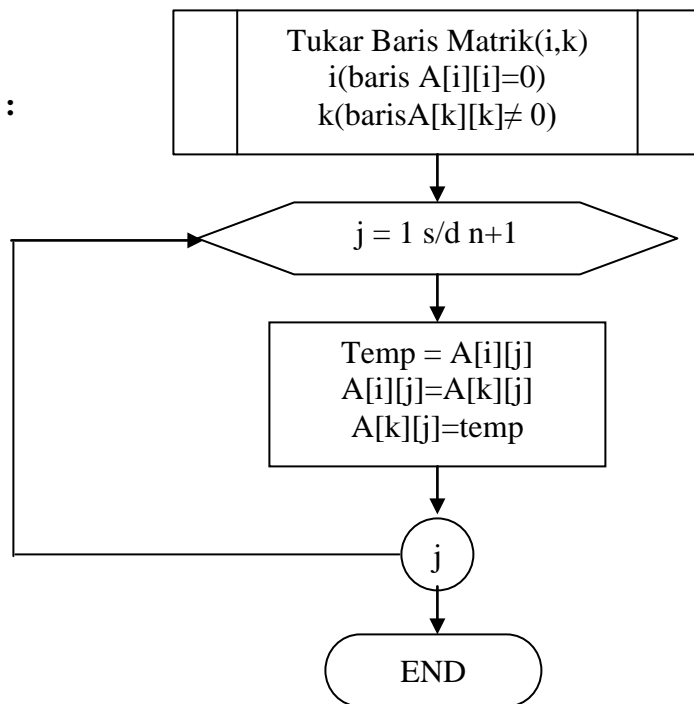 Tukar Baris Matrik(i,k)
i(baris A[i][i]=0)
:
k(barisA[k][k]≠ 0)
j = 1 s/d n+1
Temp = A[i][j]
A[i][j]=A[k][j]
A[k][j]=temp
j
END